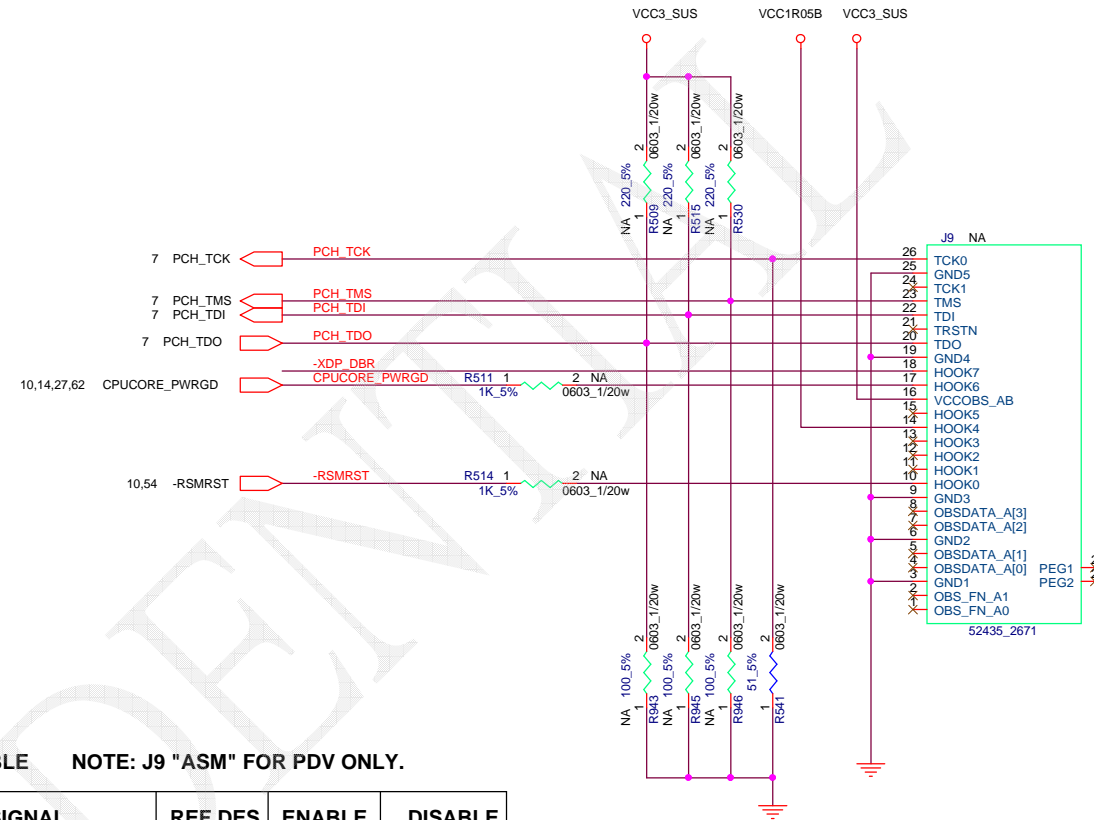 VCC3_SUS VCC1R05B VCC3_SUS
2 0603_1/20w 2 0603_1/20w 2 0603_1/20w
NA 220_5% NA 220_5% NA 220_5%
1 R509 1 R515 1 R530
J9 NA
7 PCH_TCK PCH_TCK 26 TCK0
25 GND5
24 TCK1
7 PCH_TMS PCH_TMS 23 TMS
7 PCH_TDI PCH_TDI 22 TDI
21 TRSTN
7 PCH_TDO PCH_TDO 20 TDO
19 GND4
-XDP_DBR 18 HOOK7
10,14,27,62 CPUCORE_PWRGD CPUCORE_PWRGD R511 1 2 NA 17 HOOK6
1K_5% 0603_1/20w
16 VCCOBS_AB
15 HOOK5
14 HOOK4
13 HOOK3
12 HOOK2
11 HOOK1
10,54 -RSMRST -RSMRST R514 1 2 NA 10 HOOK0
1K_5% 0603_1/20w
9 GND3
8 OBSDATA_A[3]
7 OBSDATA_A[2]
6 GND2
5 OBSDATA_A[1]
4 OBSDATA_A[0] PEG1
3 GND1 PEG2
2 OBS_FN_A1
1 OBS_FN_A0
52435_2671
2 0603_1/20w 2 0603_1/20w 2 0603_1/20w 2 0603_1/20w
NA 100_5% NA 100_5% NA 100_5% 51_5%
1 R943 1 R945 1 R946 1 R541
NOTE: J9 "ASM" FOR PDV ONLY.
REF DES ENABLE DISABLE
DENTIAL